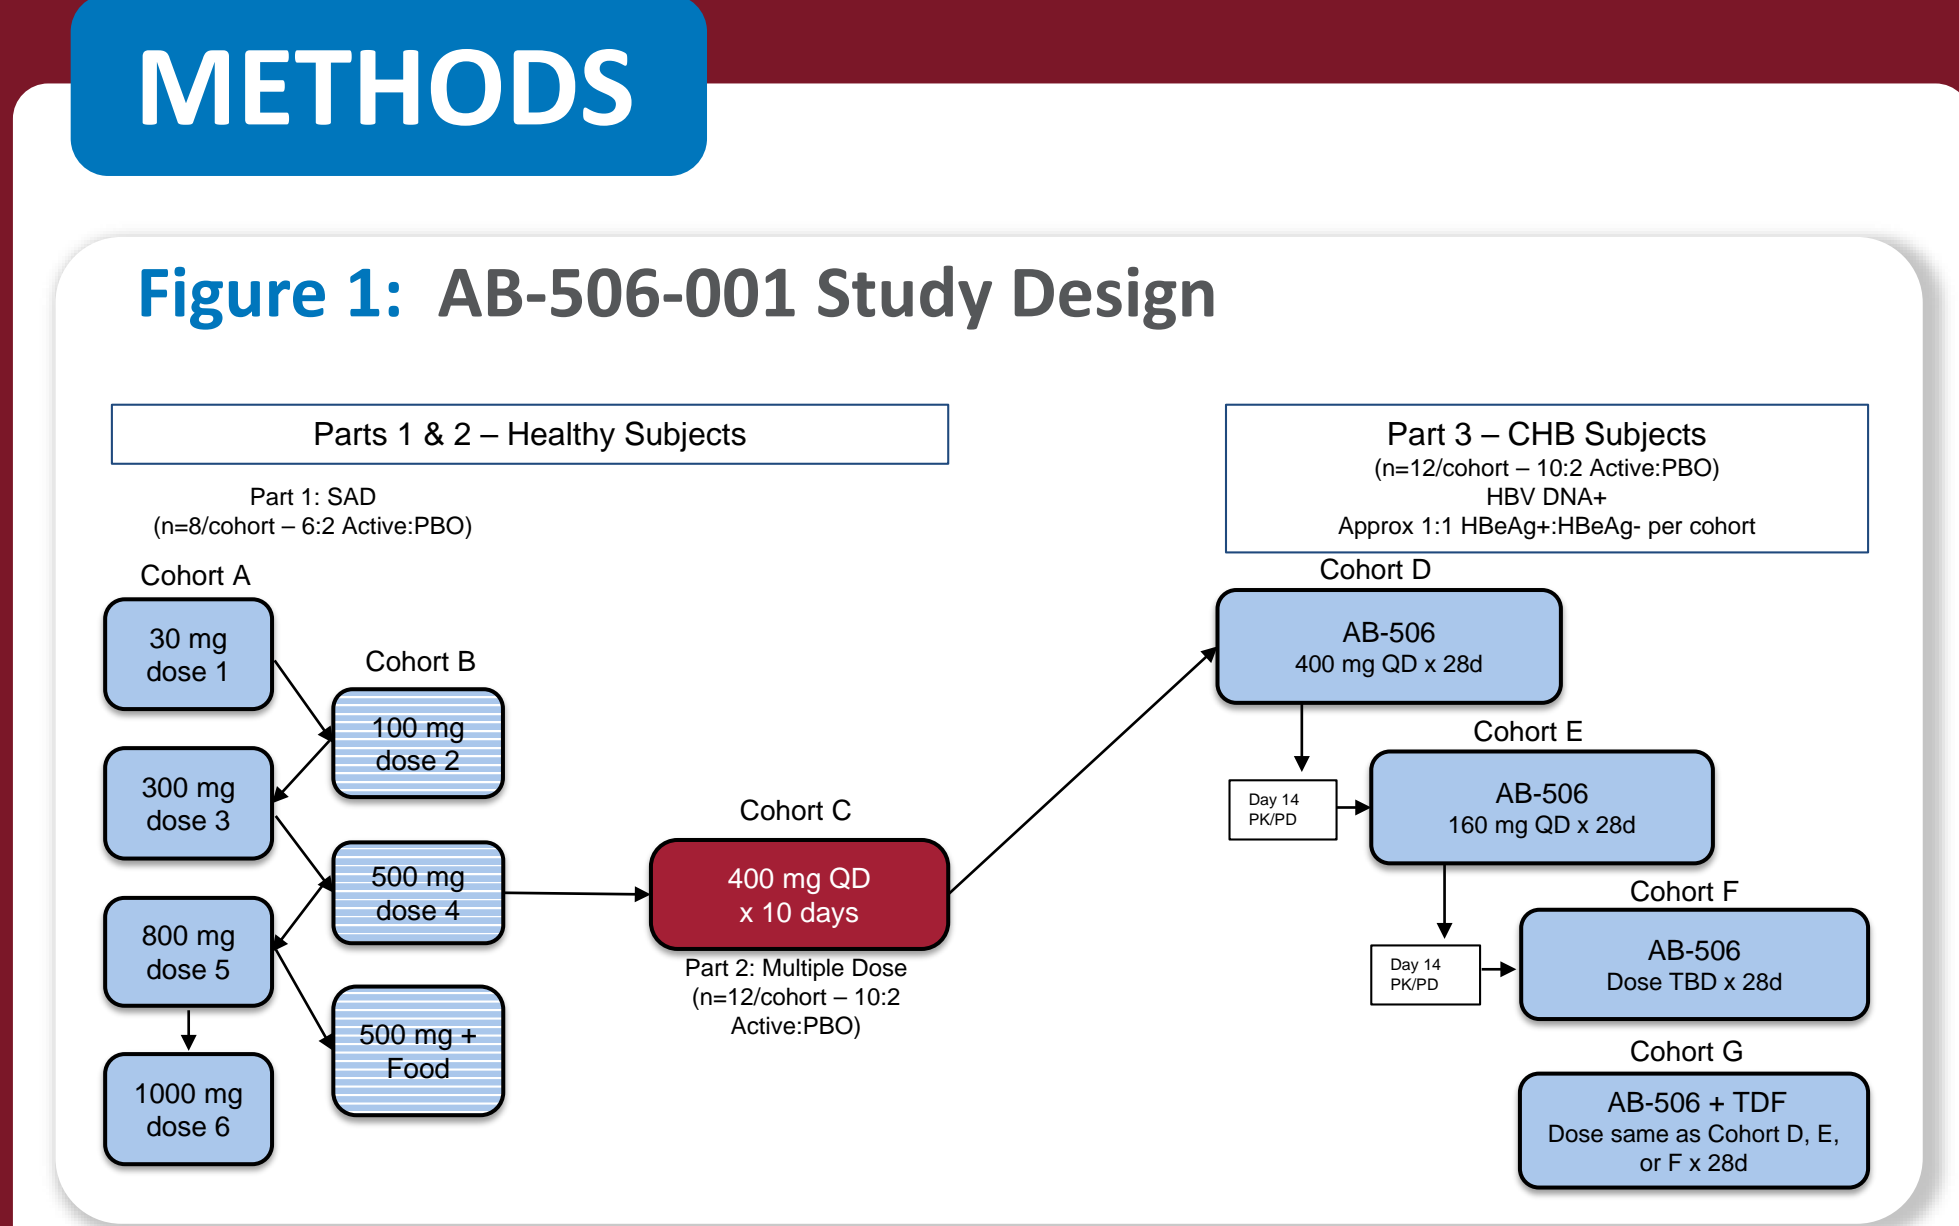 METHODS
Figure 1: AB-506-001 Study Design
Parts 1 & 2 – Healthy Subjects
Part 1: SAD
(n=8/cohort – 6:2 Active:PBO)
Cohort A
30 mg
dose 1
300 mg
dose 3
800 mg
dose 5
1000 mg
dose 6
Cohort B
100 mg
dose 2
500 mg
dose 4
500 mg +
Food
Cohort C
400 mg QD
x 10 days
Part 2: Multiple Dose
(n=12/cohort – 10:2
Active:PBO)
Part 3 – CHB Subjects
(n=12/cohort – 10:2 Active:PBO)
HBV DNA+
Approx 1:1 HBeAg+:HBeAg- per cohort
Cohort D
AB-506
400 mg QD x 28d
Day 14
PK/PD
Cohort E
AB-506
160 mg QD x 28d
Day 14
PK/PD
Cohort F
AB-506
Dose TBD x 28d
Cohort G
AB-506 + TDF
Dose same as Cohort D, E,
or F x 28d